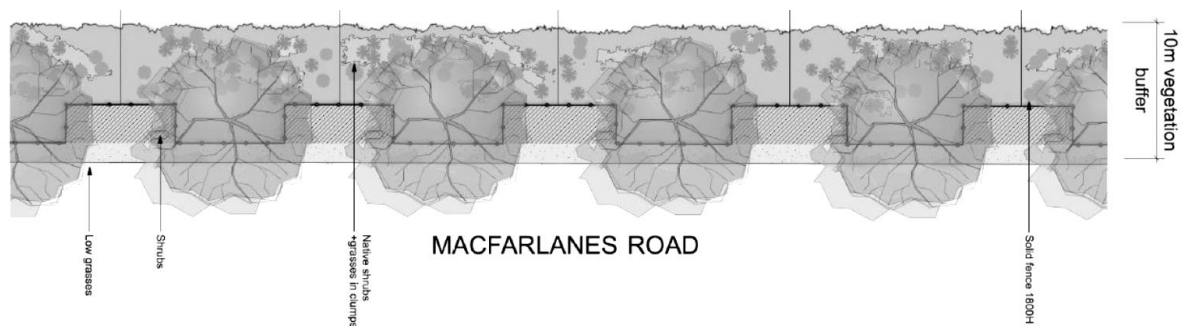 10m vegetation
buffer
MACFARLANES ROAD
Low grasses
Shrubs
Native shrubs
+grasses in clumps
Solid fence 1800H